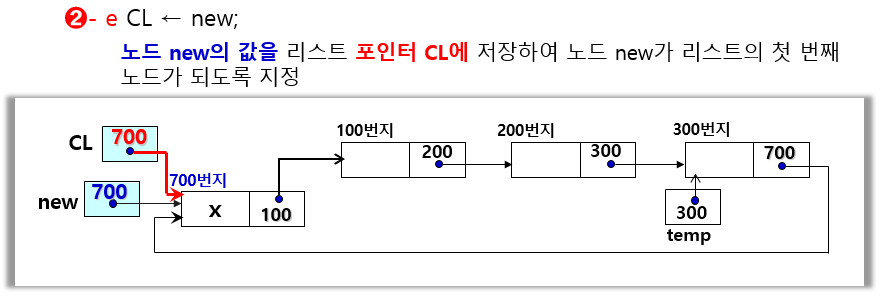 ❷- e CL ← new;
노드 new의 값을 리스트 포인터 CL에 저장하여 노드 new가 리스트의 첫 번째
노드가 되도록 지정
100번지 200번지 300번지
CL 700
200 300 700
700번지
new 700
x 100
300
temp